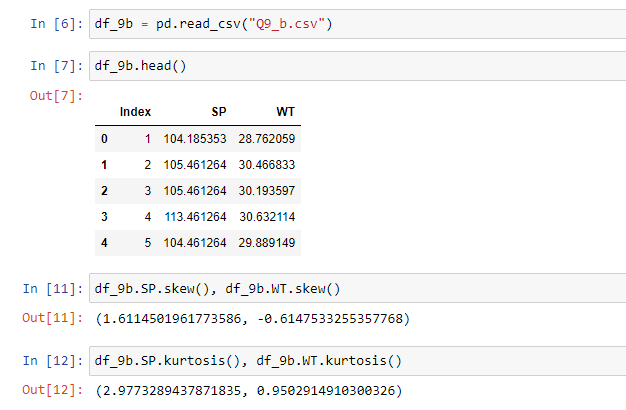 In [6]: df_9b = pd.read_csv("Q9_b.csv")
In [7]: df_9b.head()
Out[7]:
Index SP WT
0 1 104.185353 28.762059
1 2 105.461264 30.466833
2 3 105.461264 30.193597
3 4 113.461264 30.632114
4 5 104.461264 29.889149
In [11]: df_9b.SP.skew(), df_9b.WT.skew()
Out[11]: (1.6114501961773586, -0.6147533255357768)
In [12]: df_9b.SP.kurtosis(), df_9b.WT.kurtosis()
Out[12]: (2.9773289437871835, 0.9502914910300326)